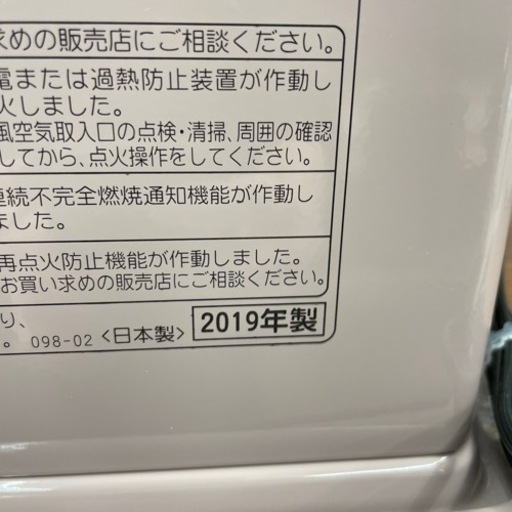 求めの販売店にご相談ください。
電または過熱防止装置が作動し
火しました。
風空気取入口の点検・清掃、周囲の確認
してから、点火操作をしてください。
連続不完全燃焼通知機能が作動し
ました。
再点火防止機能が作動しました。
お買い求めの販売店にご相談ください。
り、
。 098-02 <日本製> 2019年製